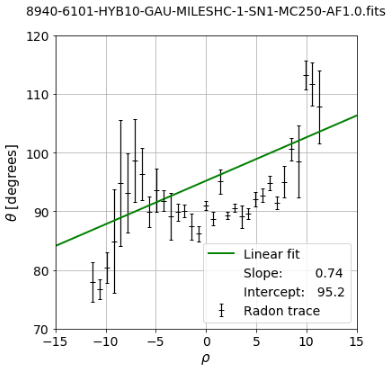 8940-6101-HYB10-GAU-MILESHC-1-SN1-MC250-AF1.0.fits
120
110
100
90
80
70
θ [degrees]
Linear fit
Slope: 0.74
Intercept: 95.2
Radon trace
−15 −10 −5 0 5 10 15
ρ